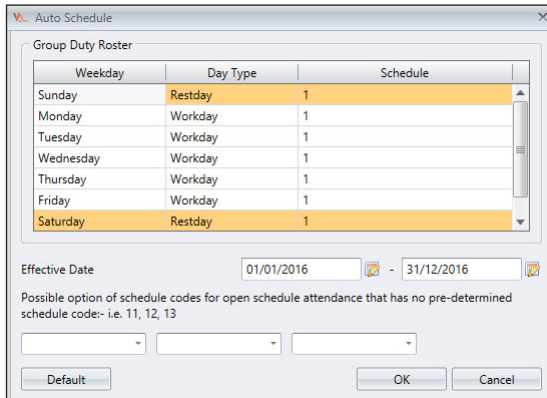 Auto Schedule
Group Duty Roster
Weekday Day Type Schedule
Sunday Restday 1
Monday Workday 1
Tuesday Workday 1
Wednesday Workday 1
Thursday Workday 1
Friday Workday 1
Saturday Restday 1
Effective Date 01/01/2016 - 31/12/2016
Possible option of schedule codes for open schedule attendance that has no pre-determined
schedule code:- i.e. 11, 12, 13
Default OK Cancel